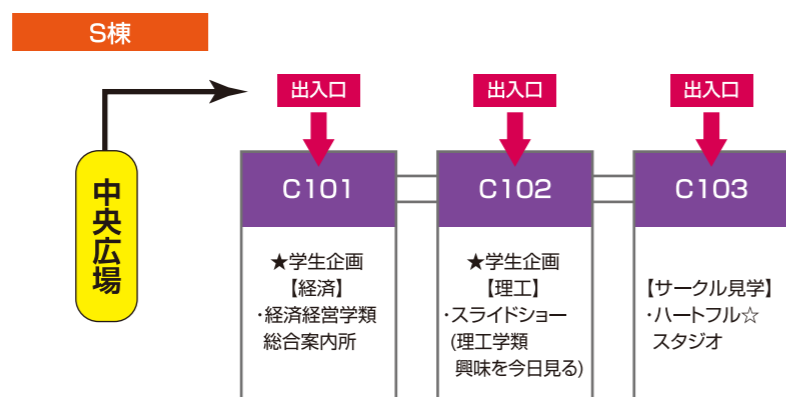 S棟
中央広場
出入口
出入口
出入口
C101
C102
C103
★学生企画
【経済】
・経済経営学類
総合案内所
★学生企画
【理工】
・スライドショー
(理工学類
興味を今日見る)
【サークル見学】
・ハートフル☆
スタジオ